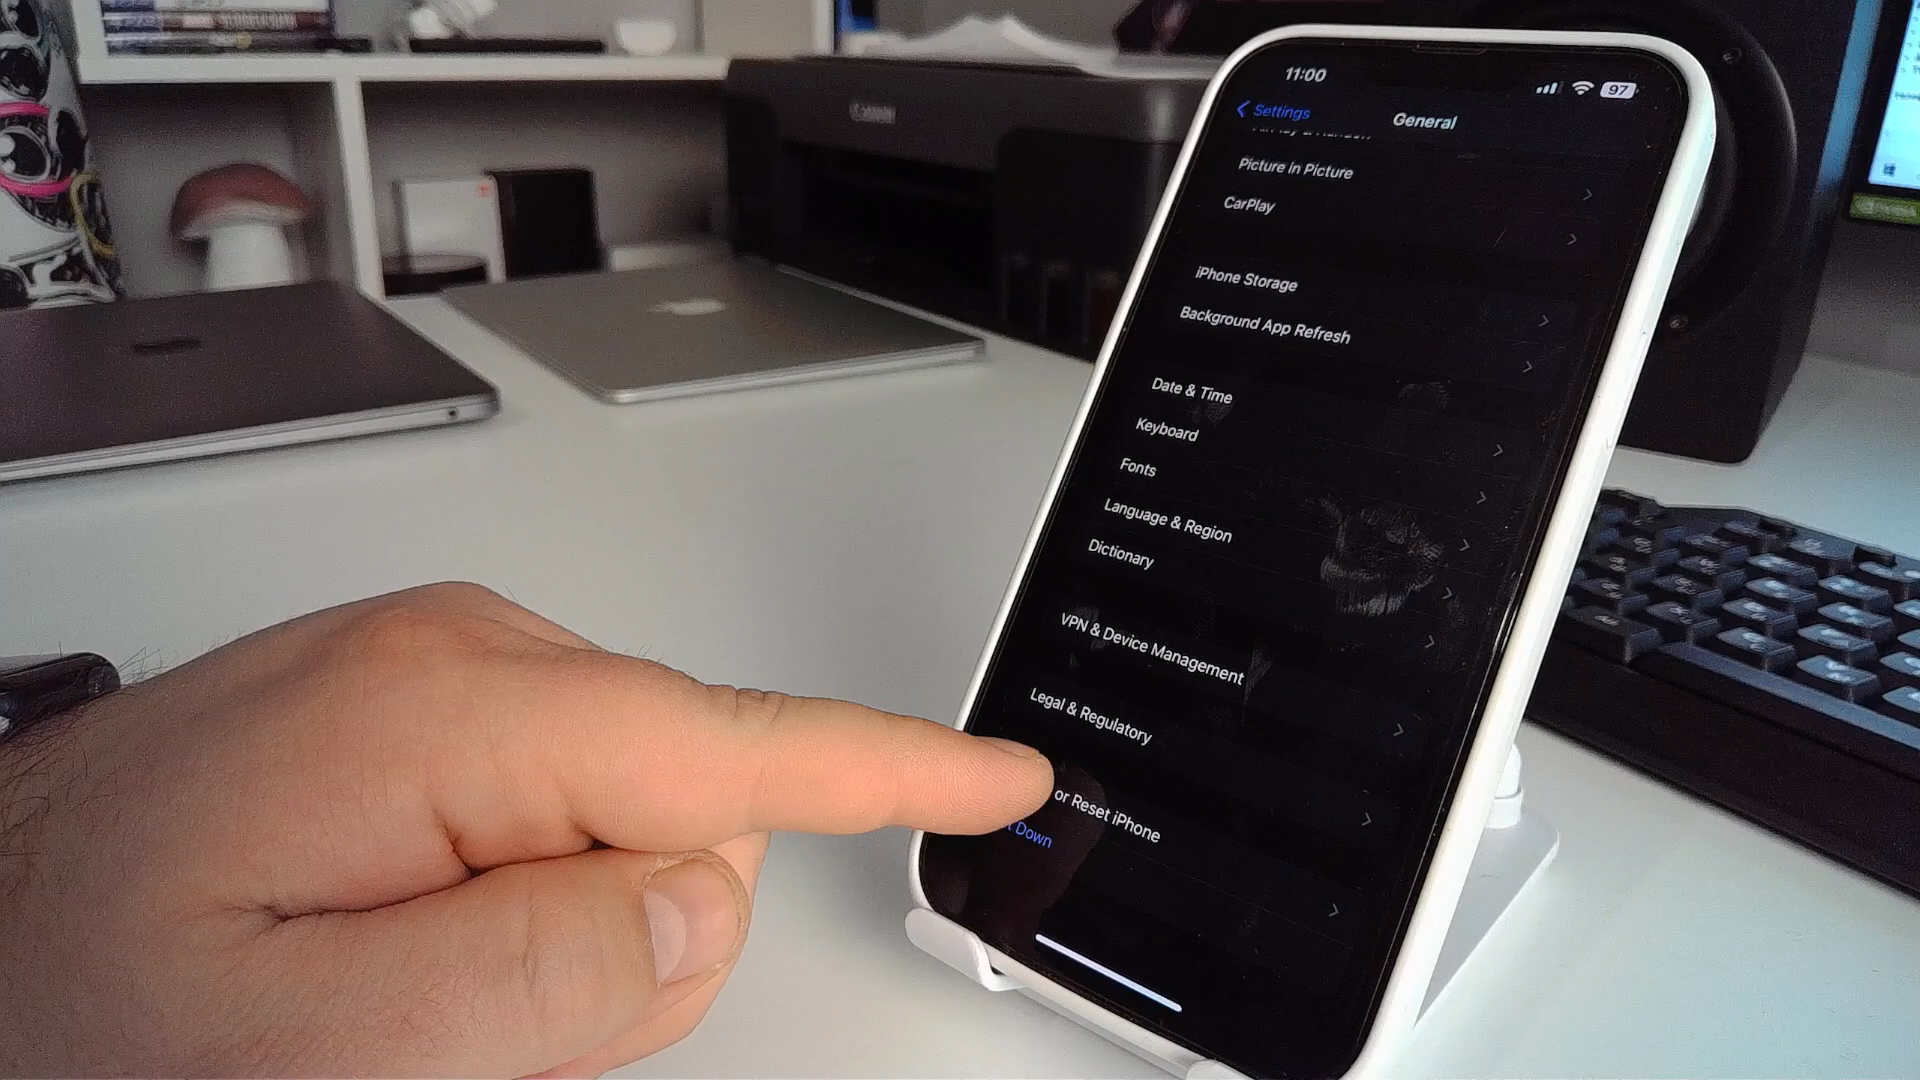 11:00
97
Settings
General
Picture in Picture
CarPlay
iPhone Storage
Background App Refresh
Date & Time
Keyboard
Fonts
Language & Region
Dictionary
VPN & Device Management
Legal & Regulatory
or Reset iPhone
Down
Canon